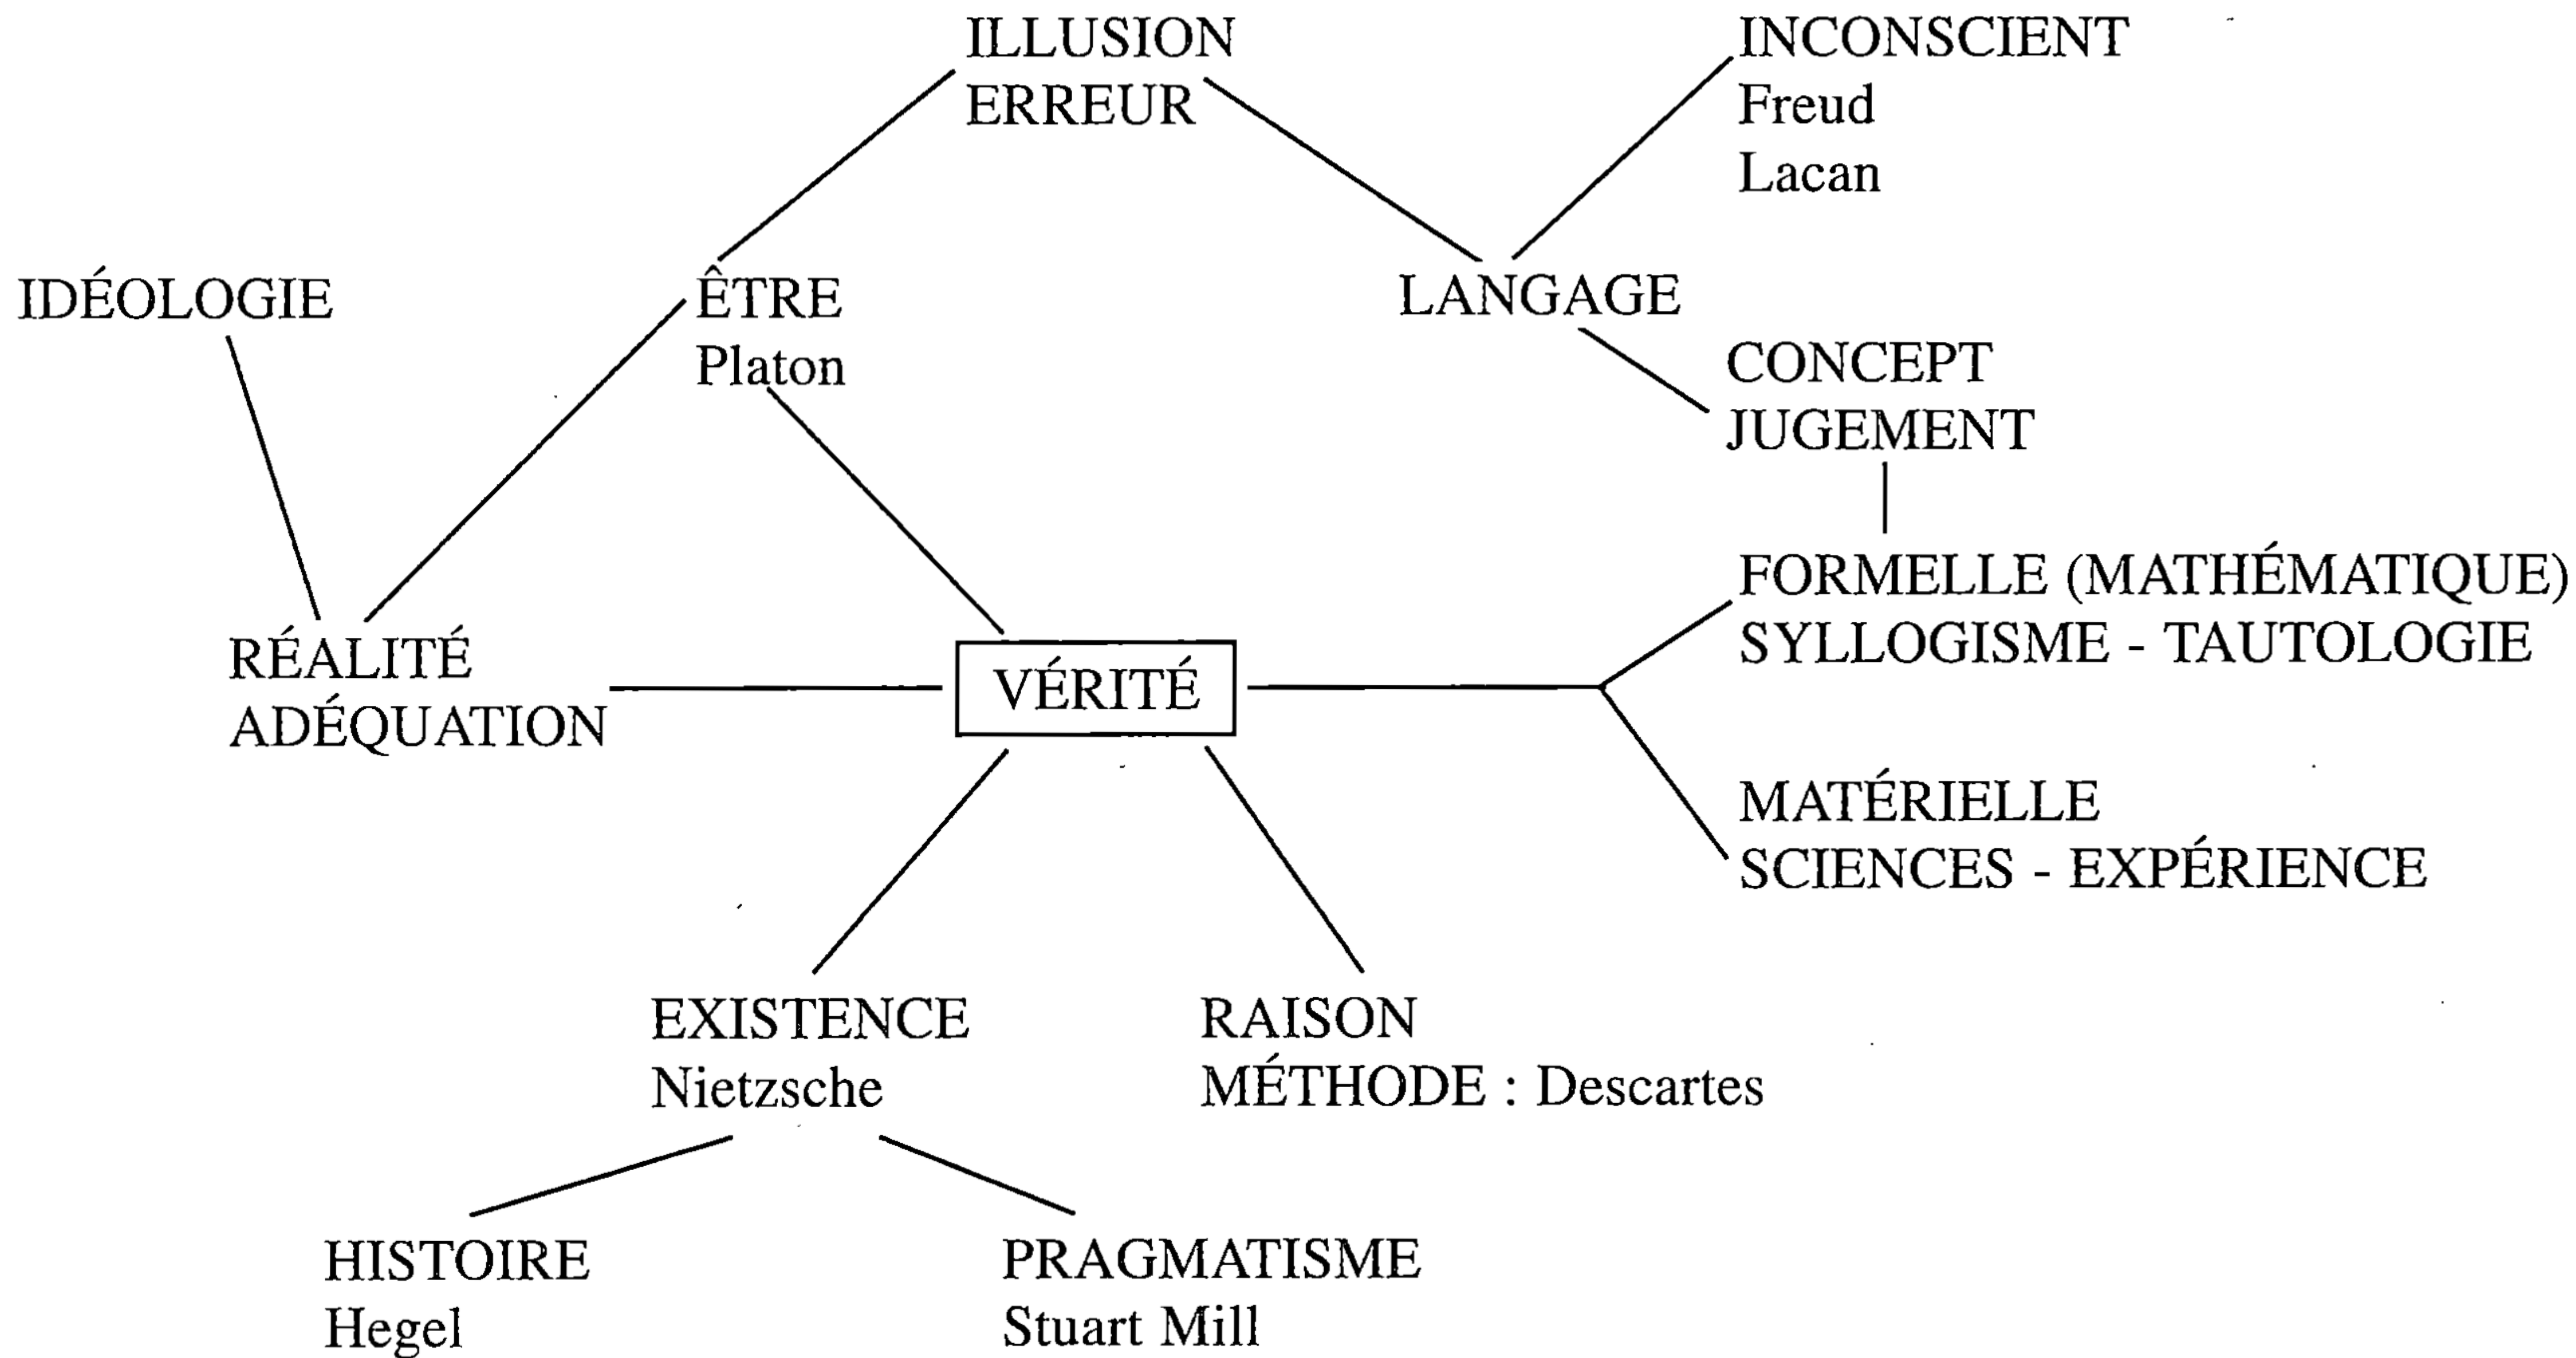 ILLUSION
ERREUR
INCONSCIENT
Freud
Lacan
IDÉOLOGIE
ÊTRE
Platon
LANGAGE
CONCEPT
JUGEMENT
FORMELLE (MATHÉMATIQUE)
SYLLOGISME - TAUTOLOGIE
RÉALITÉ
ADÉQUATION
VÉRITÉ
MATÉRIELLE
SCIENCES - EXPÉRIENCE
EXISTENCE
Nietzsche
RAISON
MÉTHODE : Descartes
HISTOIRE
Hegel
PRAGMATISME
Stuart Mill